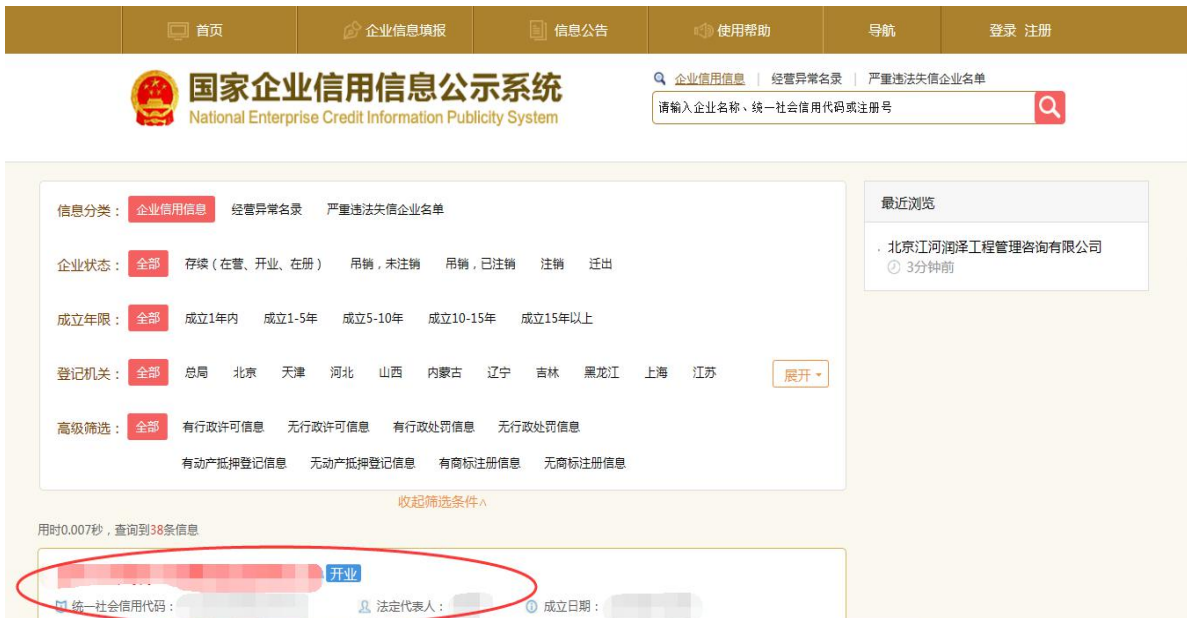 首页 企业信息填报 信息公告 使用帮助 导航 登录 注册
国家企业信用信息公示系统
National Enterprise Credit Information Publicity System
企业信用信息 | 经营异常名录 | 严重违法失信企业名单
请输入企业名称、统一社会信用代码或注册号
信息分类： 企业信用信息 经营异常名录 严重违法失信企业名单
企业状态： 全部 存续（在营、开业、在册） 吊销，未注销 吊销，已注销 注销 迁出
成立年限： 全部 成立1年内 成立1-5年 成立5-10年 成立10-15年 成立15年以上
登记机关： 全部 总局 北京 天津 河北 山西 内蒙古 辽宁 吉林 黑龙江 上海 江苏 展开
高级筛选： 全部 有行政许可信息 无行政许可信息 有行政处罚信息 无行政处罚信息
有动产抵押登记信息 无动产抵押登记信息 有商标注册信息 无商标注册信息
收起筛选条件
最近浏览
北京江河润泽工程管理咨询有限公司
3分钟前
用时0.007秒，查询到38条信息
开业
统一社会信用代码： 法定代表人： 成立日期：